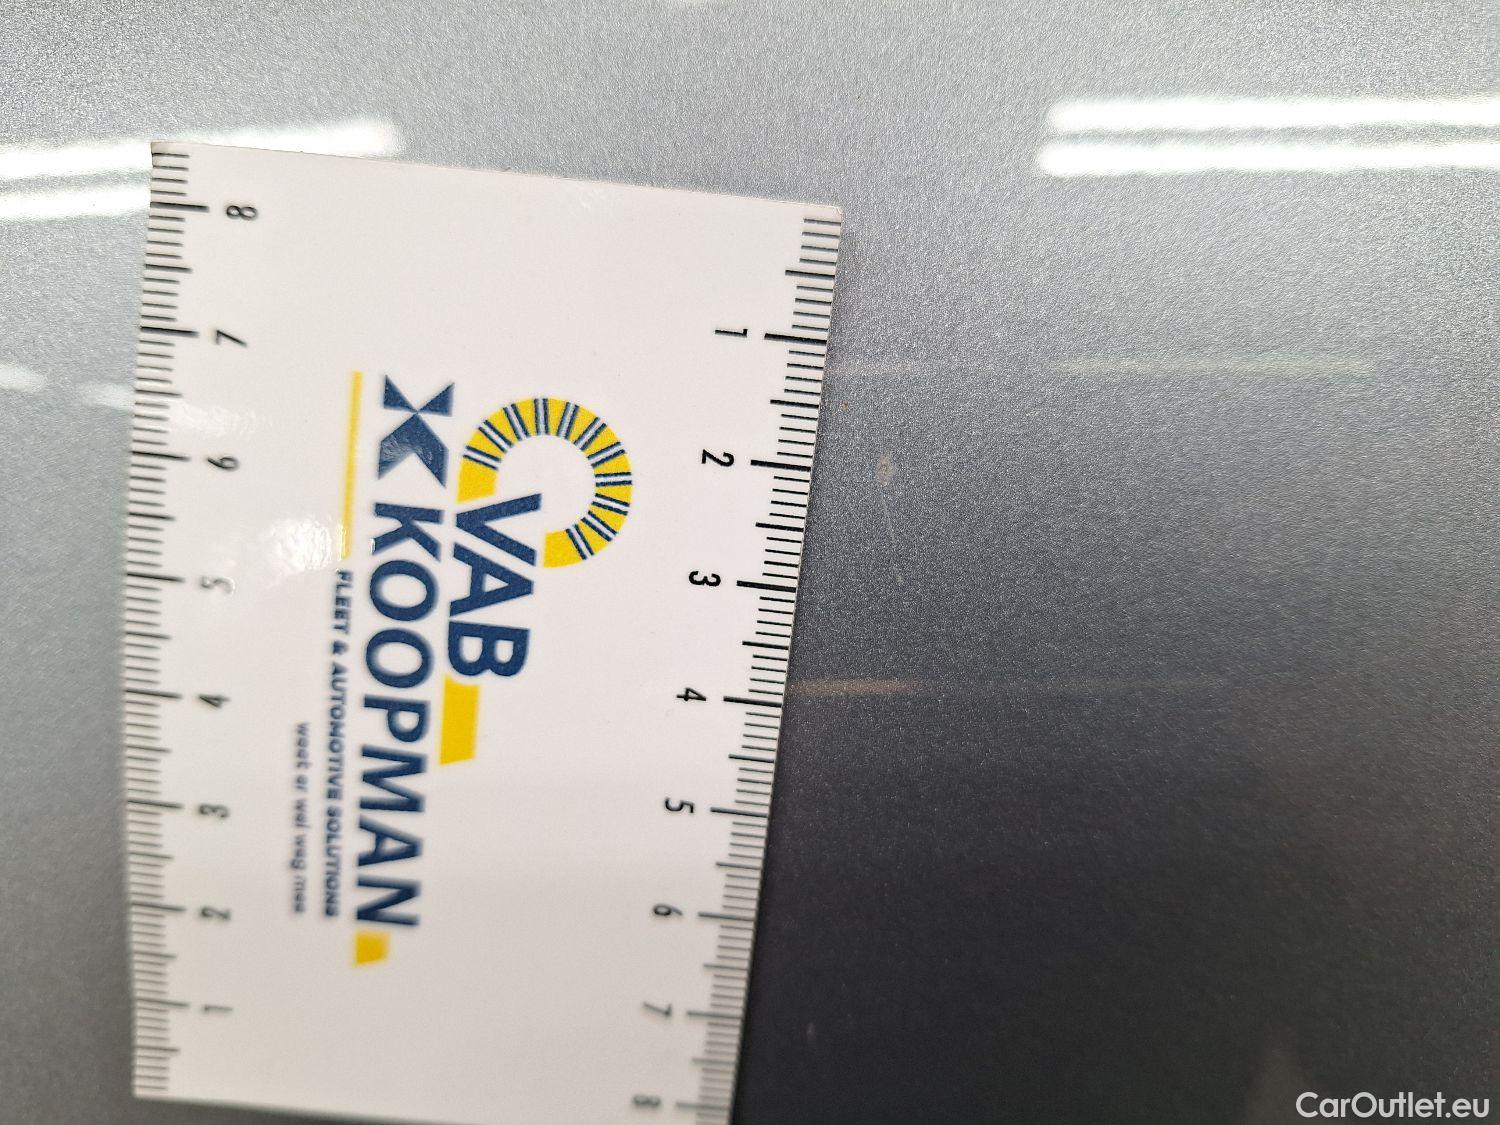 VAB
KOOPMAN
FLEET & AUTOMOTIVE SOLUTIONS
weet er wel weg mee
1 2 3 4 5 6 7 8
1 2 3 4 5 6 7 8
CarOutlet.eu